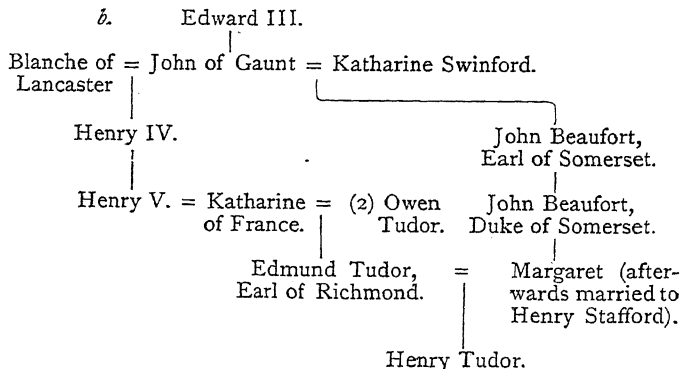 b. Edward III.
Blanche of = John of Gaunt = Katharine Swinford.
Lancaster
Henry IV. John Beaufort,
Earl of Somerset.
Henry V. = Katharine = (2) Owen John Beaufort,
of France. Tudor. Duke of Somerset.
Edmund Tudor, = Margaret (after-
Earl of Richmond. wards married to
Henry Stafford).
Henry Tudor.